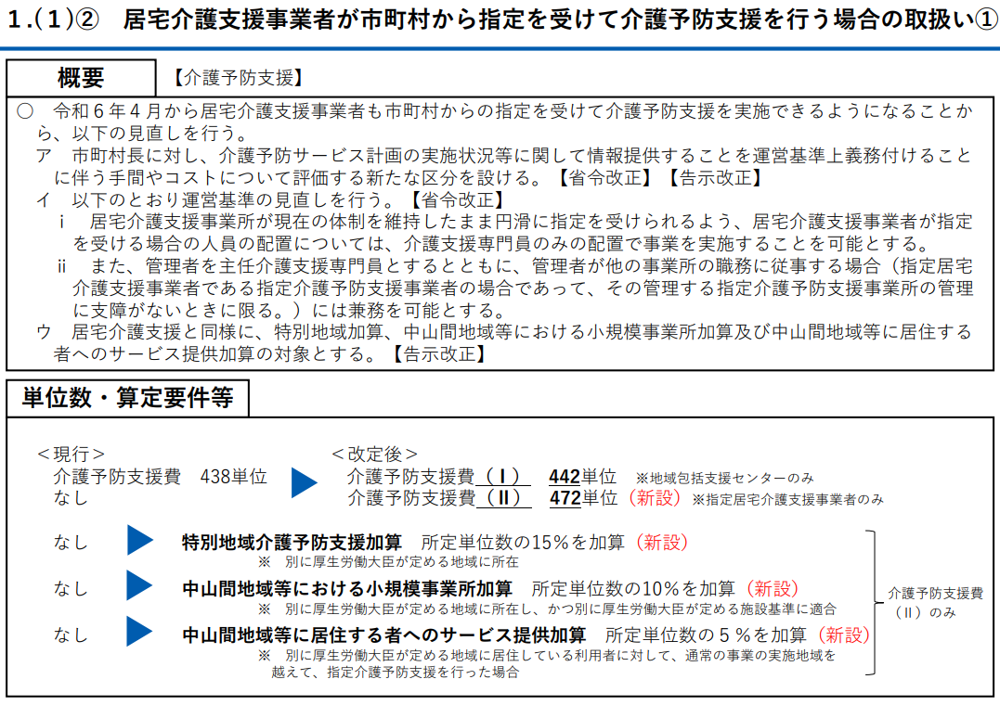 １.(１)② 居宅介護支援事業者が市町村から指定を受けて介護予防支援を行う場合の取扱い①
概要 【介護予防支援】
○ 令和６年４月から居宅介護支援事業者も市町村からの指定を受けて介護予防支援を実施できるようになることか
ら、以下の見直しを行う。
ア 市町村長に対し、介護予防サービス計画の実施状況等に関して情報提供することを運営基準上義務付けること
に伴う手間やコストについて評価する新たな区分を設ける。【省令改正】【告示改正】
イ 以下のとおり運営基準の見直しを行う。【省令改正】
ⅰ 居宅介護支援事業所が現在の体制を維持したまま円滑に指定を受けられるよう、居宅介護支援事業者が指定
を受ける場合の人員の配置については、介護支援専門員のみの配置で事業を実施することを可能とする。
ⅱ また、管理者を主任介護支援専門員とするとともに、管理者が他の事業所の職務に従事する場合（指定居宅
介護支援事業者である指定介護予防支援事業者の場合であって、その管理する指定介護予防支援事業所の管理
に支障がないときに限る。）には兼務を可能とする。
ウ 居宅介護支援と同様に、特別地域加算、中山間地域等における小規模事業所加算及び中山間地域等に居住する
者へのサービス提供加算の対象とする。【告示改正】
単位数・算定要件等
＜現行＞ ＜改定後＞
介護予防支援費 438単位 介護予防支援費（Ⅰ） 442単位 ※地域包括支援センターのみ
なし 介護予防支援費（Ⅱ） 472単位（新設） ※指定居宅介護支援事業者のみ
なし 特別地域介護予防支援加算 所定単位数の15％を加算（新設）
※ 別に厚生労働大臣が定める地域に所在
なし 中山間地域等における小規模事業所加算 所定単位数の10％を加算（新設）
※ 別に厚生労働大臣が定める地域に所在し、かつ別に厚生労働大臣が定める施設基準に適合
なし 中山間地域等に居住する者へのサービス提供加算 所定単位数の５％を加算（新設）
※ 別に厚生労働大臣が定める地域に居住している利用者に対して、通常の事業の実施地域を
越えて、指定介護予防支援を行った場合
介護予防支援費
（Ⅱ）のみ